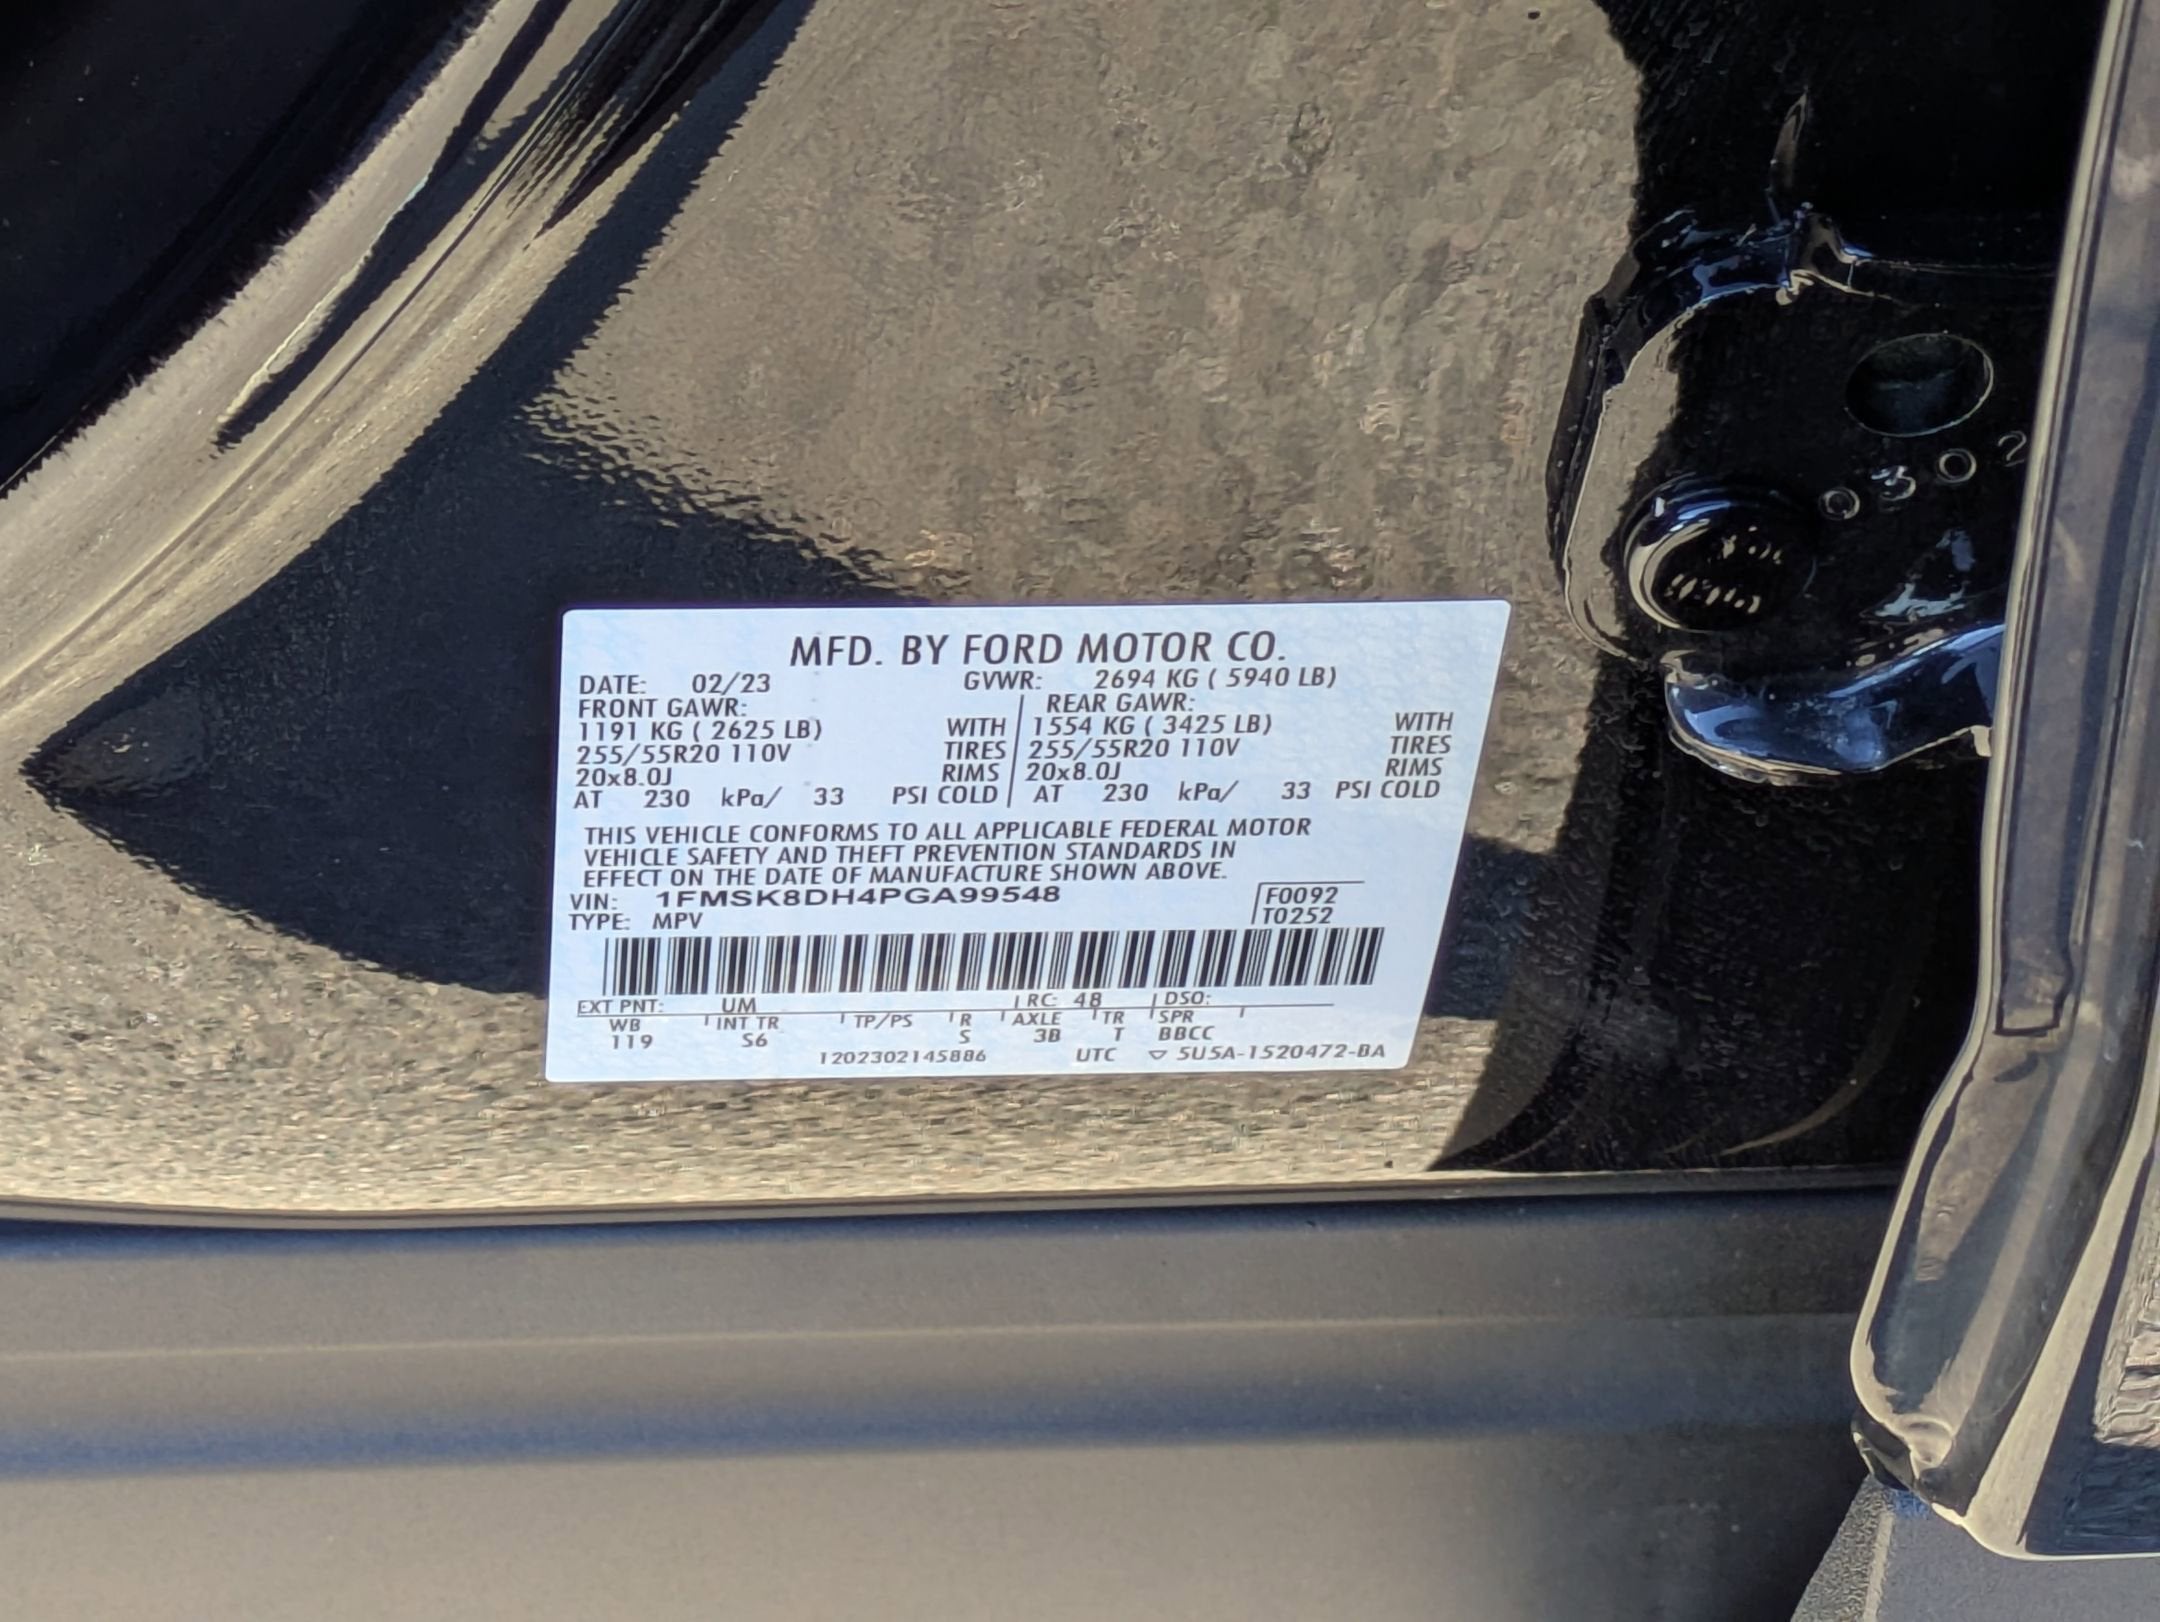 MFD. BY FORD MOTOR CO.
DATE: 02/23 GVWR: 2694 KG ( 5940 LB)
FRONT GAWR: REAR GAWR:
1191 KG ( 2625 LB) WITH 1554 KG ( 3425 LB) WITH
255/55R20 110V TIRES 255/55R20 110V TIRES
20x8.0J RIMS 20x8.0J RIMS
AT 230 kPa/ 33 PSI COLD AT 230 kPa/ 33 PSI COLD
THIS VEHICLE CONFORMS TO ALL APPLICABLE FEDERAL MOTOR
VEHICLE SAFETY AND THEFT PREVENTION STANDARDS IN
EFFECT ON THE DATE OF MANUFACTURE SHOWN ABOVE.
VIN: 1FMSK8DH4PGA99548 F0092
TYPE: MPV T0252
EXT PNT: UM RC: 48 DSO:
WB INT TR TP/PS R AXLE TR SPR
119 S6 S 3B T BBCC
1202302145886 UTC ▽ 5U5A-1520472-BA